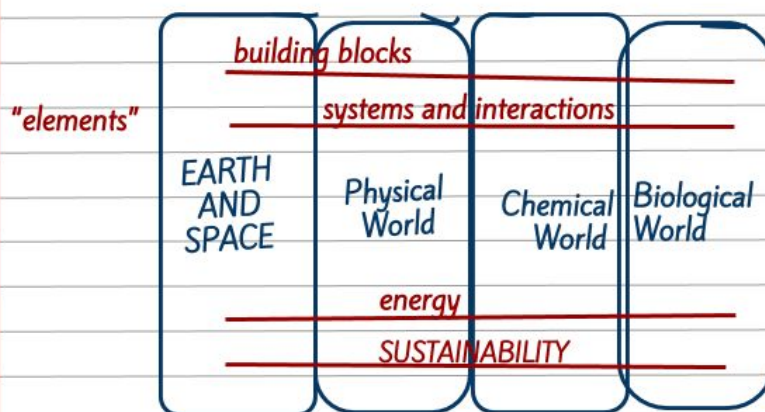 building blocks
"elements"
systems and interactions
EARTH
AND
SPACE
Physical
World
Chemical
World
Biological
World
energy
SUSTAINABILITY